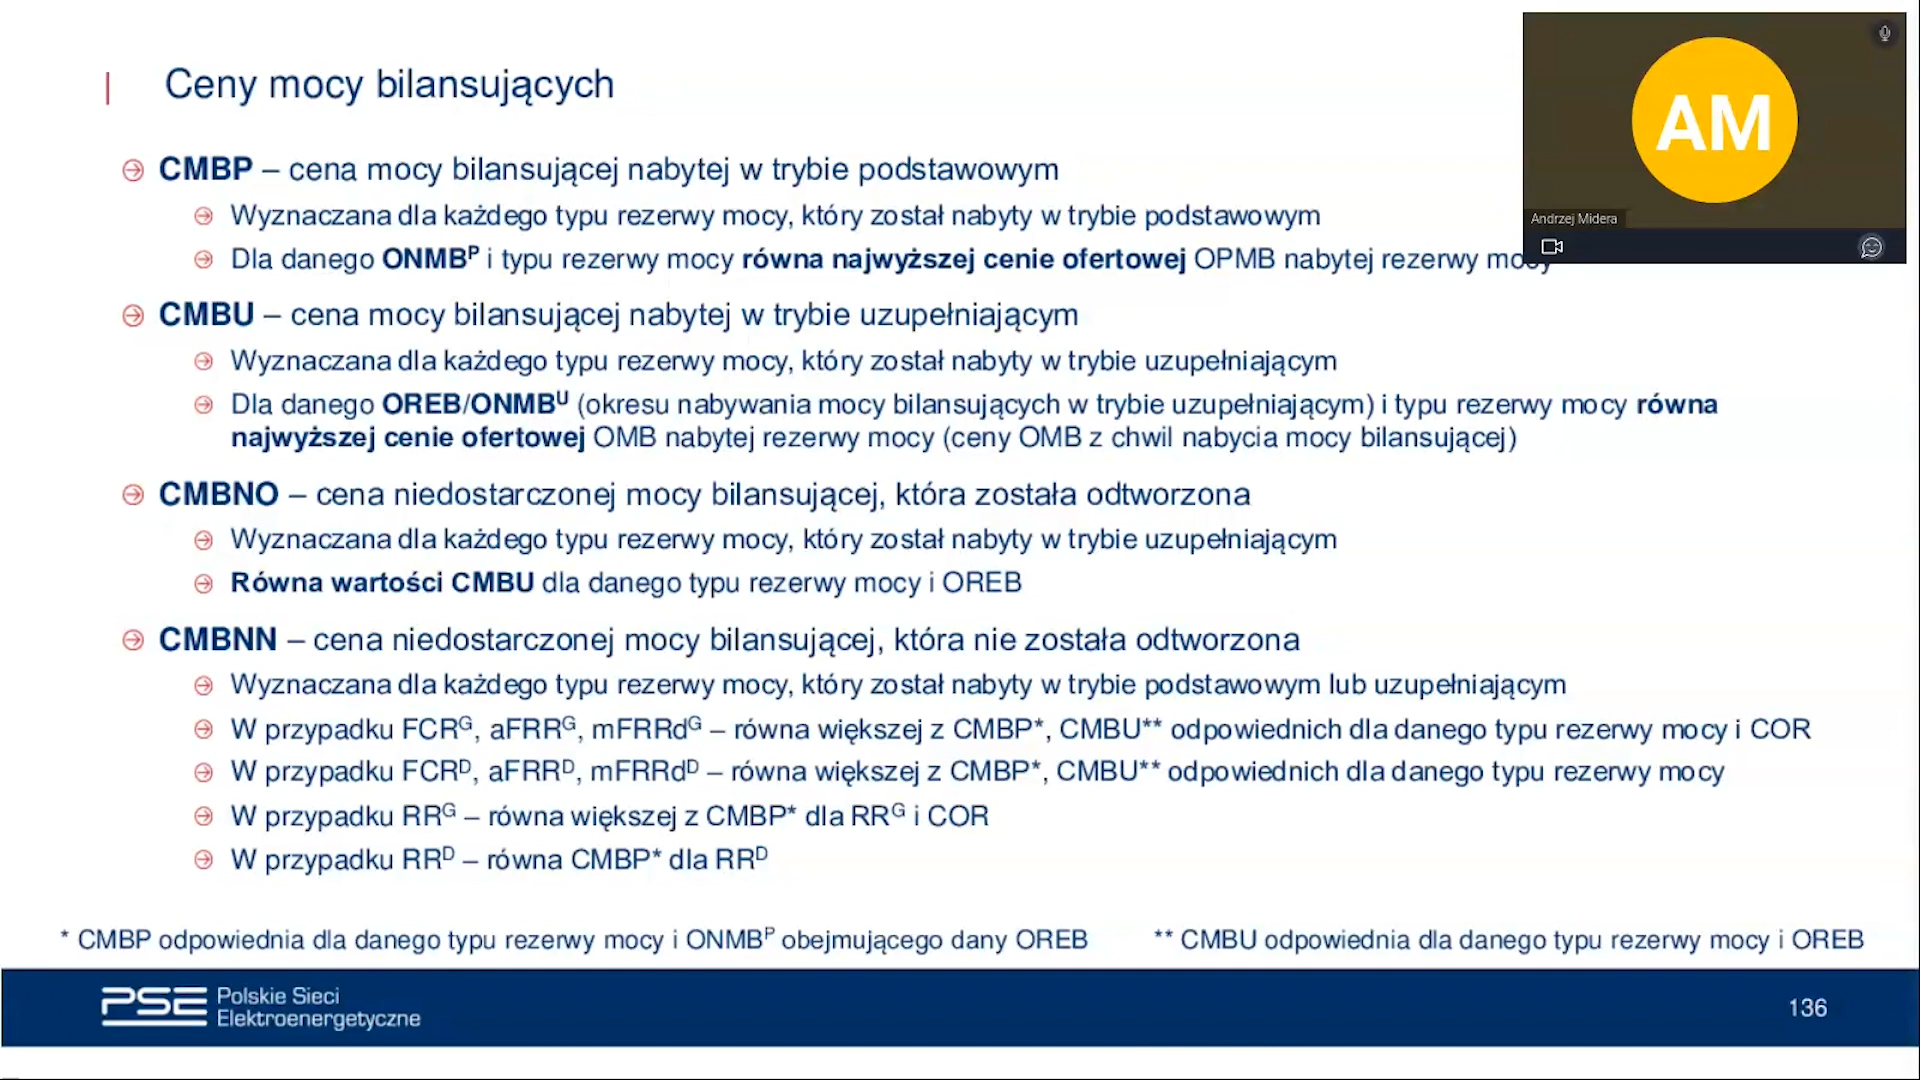 Ceny mocy bilansujących
AM
Andrzej Midera
CMBP – cena mocy bilansującej nabytej w trybie podstawowym
Wyznaczana dla każdego typu rezerwy mocy, który został nabyty w trybie podstawowym
Dla danego ONMBᴾ i typu rezerwy mocy równa najwyższej cenie ofertowej OPMB nabytej rezerwy mocy
CMBU – cena mocy bilansującej nabytej w trybie uzupełniającym
Wyznaczana dla każdego typu rezerwy mocy, który został nabyty w trybie uzupełniającym
Dla danego OREB/ONMBᵁ (okresu nabywania mocy bilansujących w trybie uzupełniającym) i typu rezerwy mocy równa
najwyższej cenie ofertowej OMB nabytej rezerwy mocy (ceny OMB z chwil nabycia mocy bilansującej)
CMBNO – cena niedostarczonej mocy bilansującej, która została odtworzona
Wyznaczana dla każdego typu rezerwy mocy, który został nabyty w trybie uzupełniającym
Równa wartości CMBU dla danego typu rezerwy mocy i OREB
CMBNN – cena niedostarczonej mocy bilansującej, która nie została odtworzona
Wyznaczana dla każdego typu rezerwy mocy, który został nabyty w trybie podstawowym lub uzupełniającym
W przypadku FCRᴳ, aFRRᴳ, mFRRdᴳ – równa większej z CMBP*, CMBU** odpowiednich dla danego typu rezerwy mocy i COR
W przypadku FCRᴰ, aFRRᴰ, mFRRdᴰ – równa większej z CMBP*, CMBU** odpowiednich dla danego typu rezerwy mocy
W przypadku RRᴳ – równa większej z CMBP* dla RRᴳ i COR
W przypadku RRᴰ – równa CMBP* dla RRᴰ
* CMBP odpowiednia dla danego typu rezerwy mocy i ONMBᴾ obejmującego dany OREB
** CMBU odpowiednia dla danego typu rezerwy mocy i OREB
PSE Polskie Sieci
Elektroenergetyczne
136